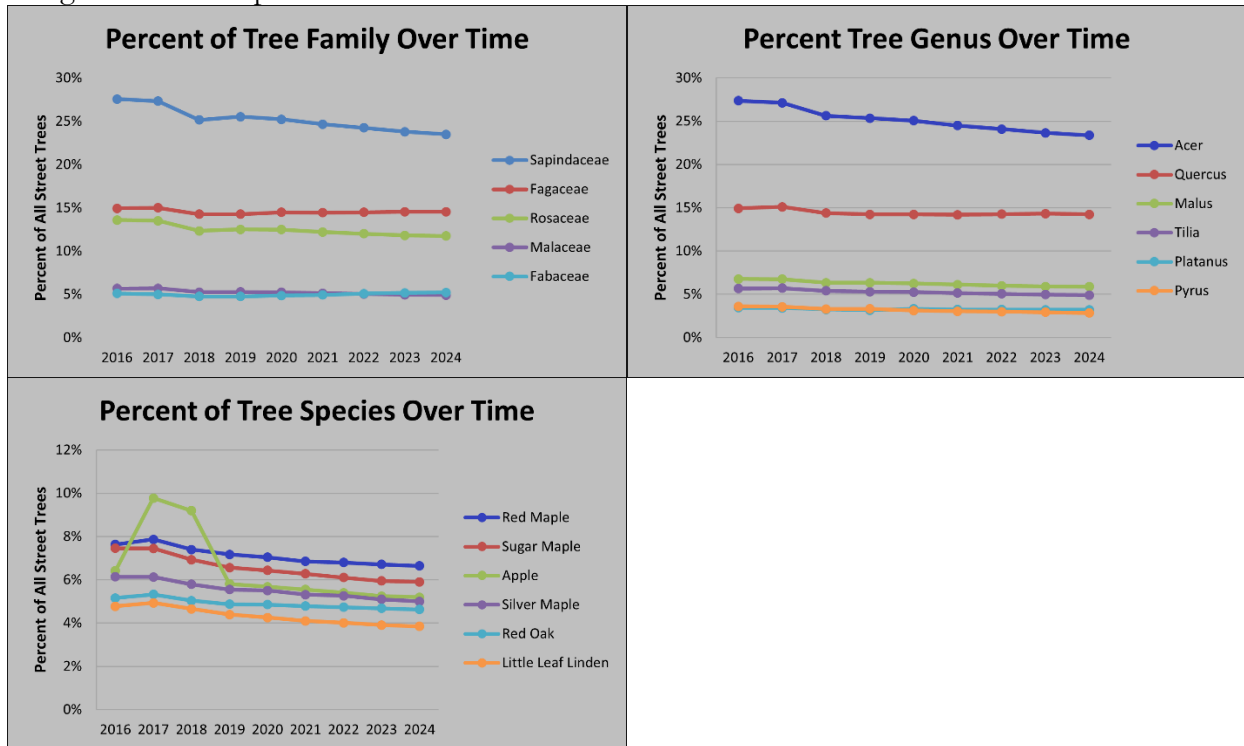 Percent of Tree Family Over Time
Percent of All Street Trees
30%
25%
20%
15%
10%
5%
0%
2016 2017 2018 2019 2020 2021 2022 2023 2024
Sapindaceae
Fagaceae
Rosaceae
Malaceae
Fabaceae
Percent Tree Genus Over Time
Percent of All Street Trees
30%
25%
20%
15%
10%
5%
0%
2016 2017 2018 2019 2020 2021 2022 2023 2024
Acer
Quercus
Malus
Tilia
Platanus
Pyrus
Percent of Tree Species Over Time
Percent of All Street Trees
12%
10%
8%
6%
4%
2%
0%
2016 2017 2018 2019 2020 2021 2022 2023 2024
Red Maple
Sugar Maple
Apple
Silver Maple
Red Oak
Little Leaf Linden